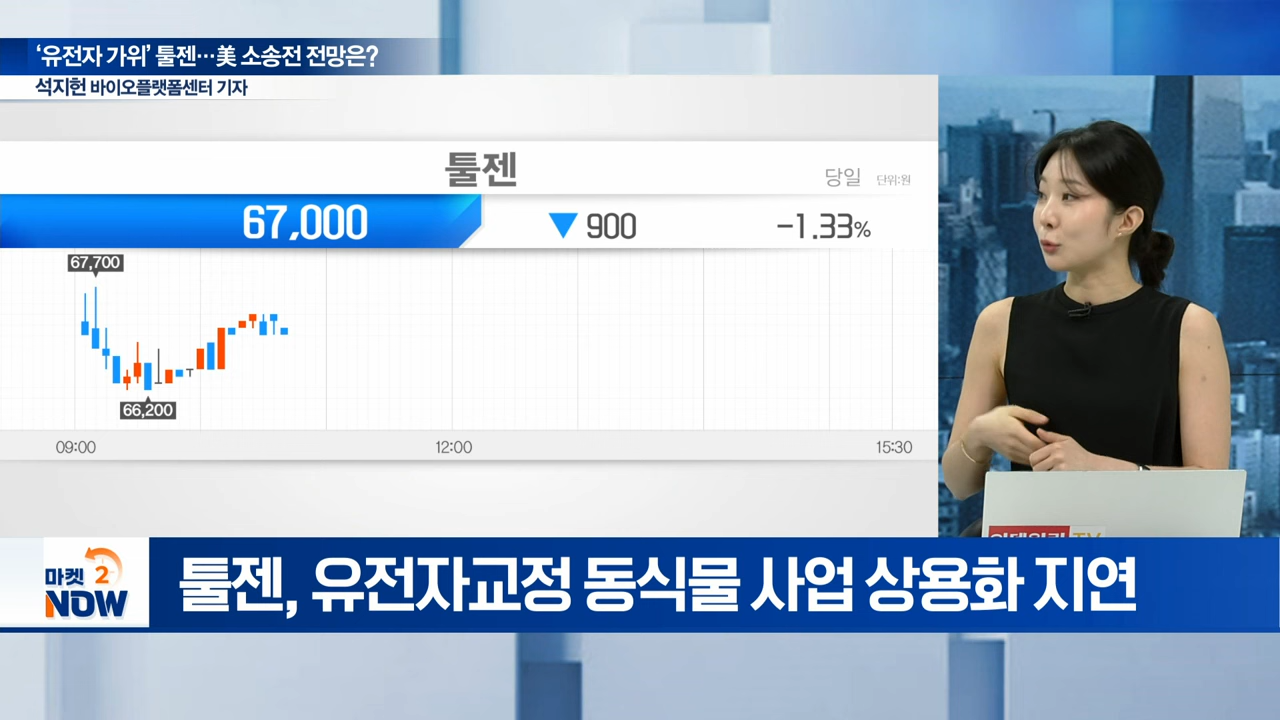 ‘유전자 가위’ 툴젠…美 소송전 전망은?
석지헌 바이오플랫폼센터 기자
툴젠
당일 단위:원
67,000 ▼ 900 -1.33%
67,700
66,200
09:00 12:00 15:30
마켓 2
NOW
툴젠, 유전자교정 동식물 사업 상용화 지연